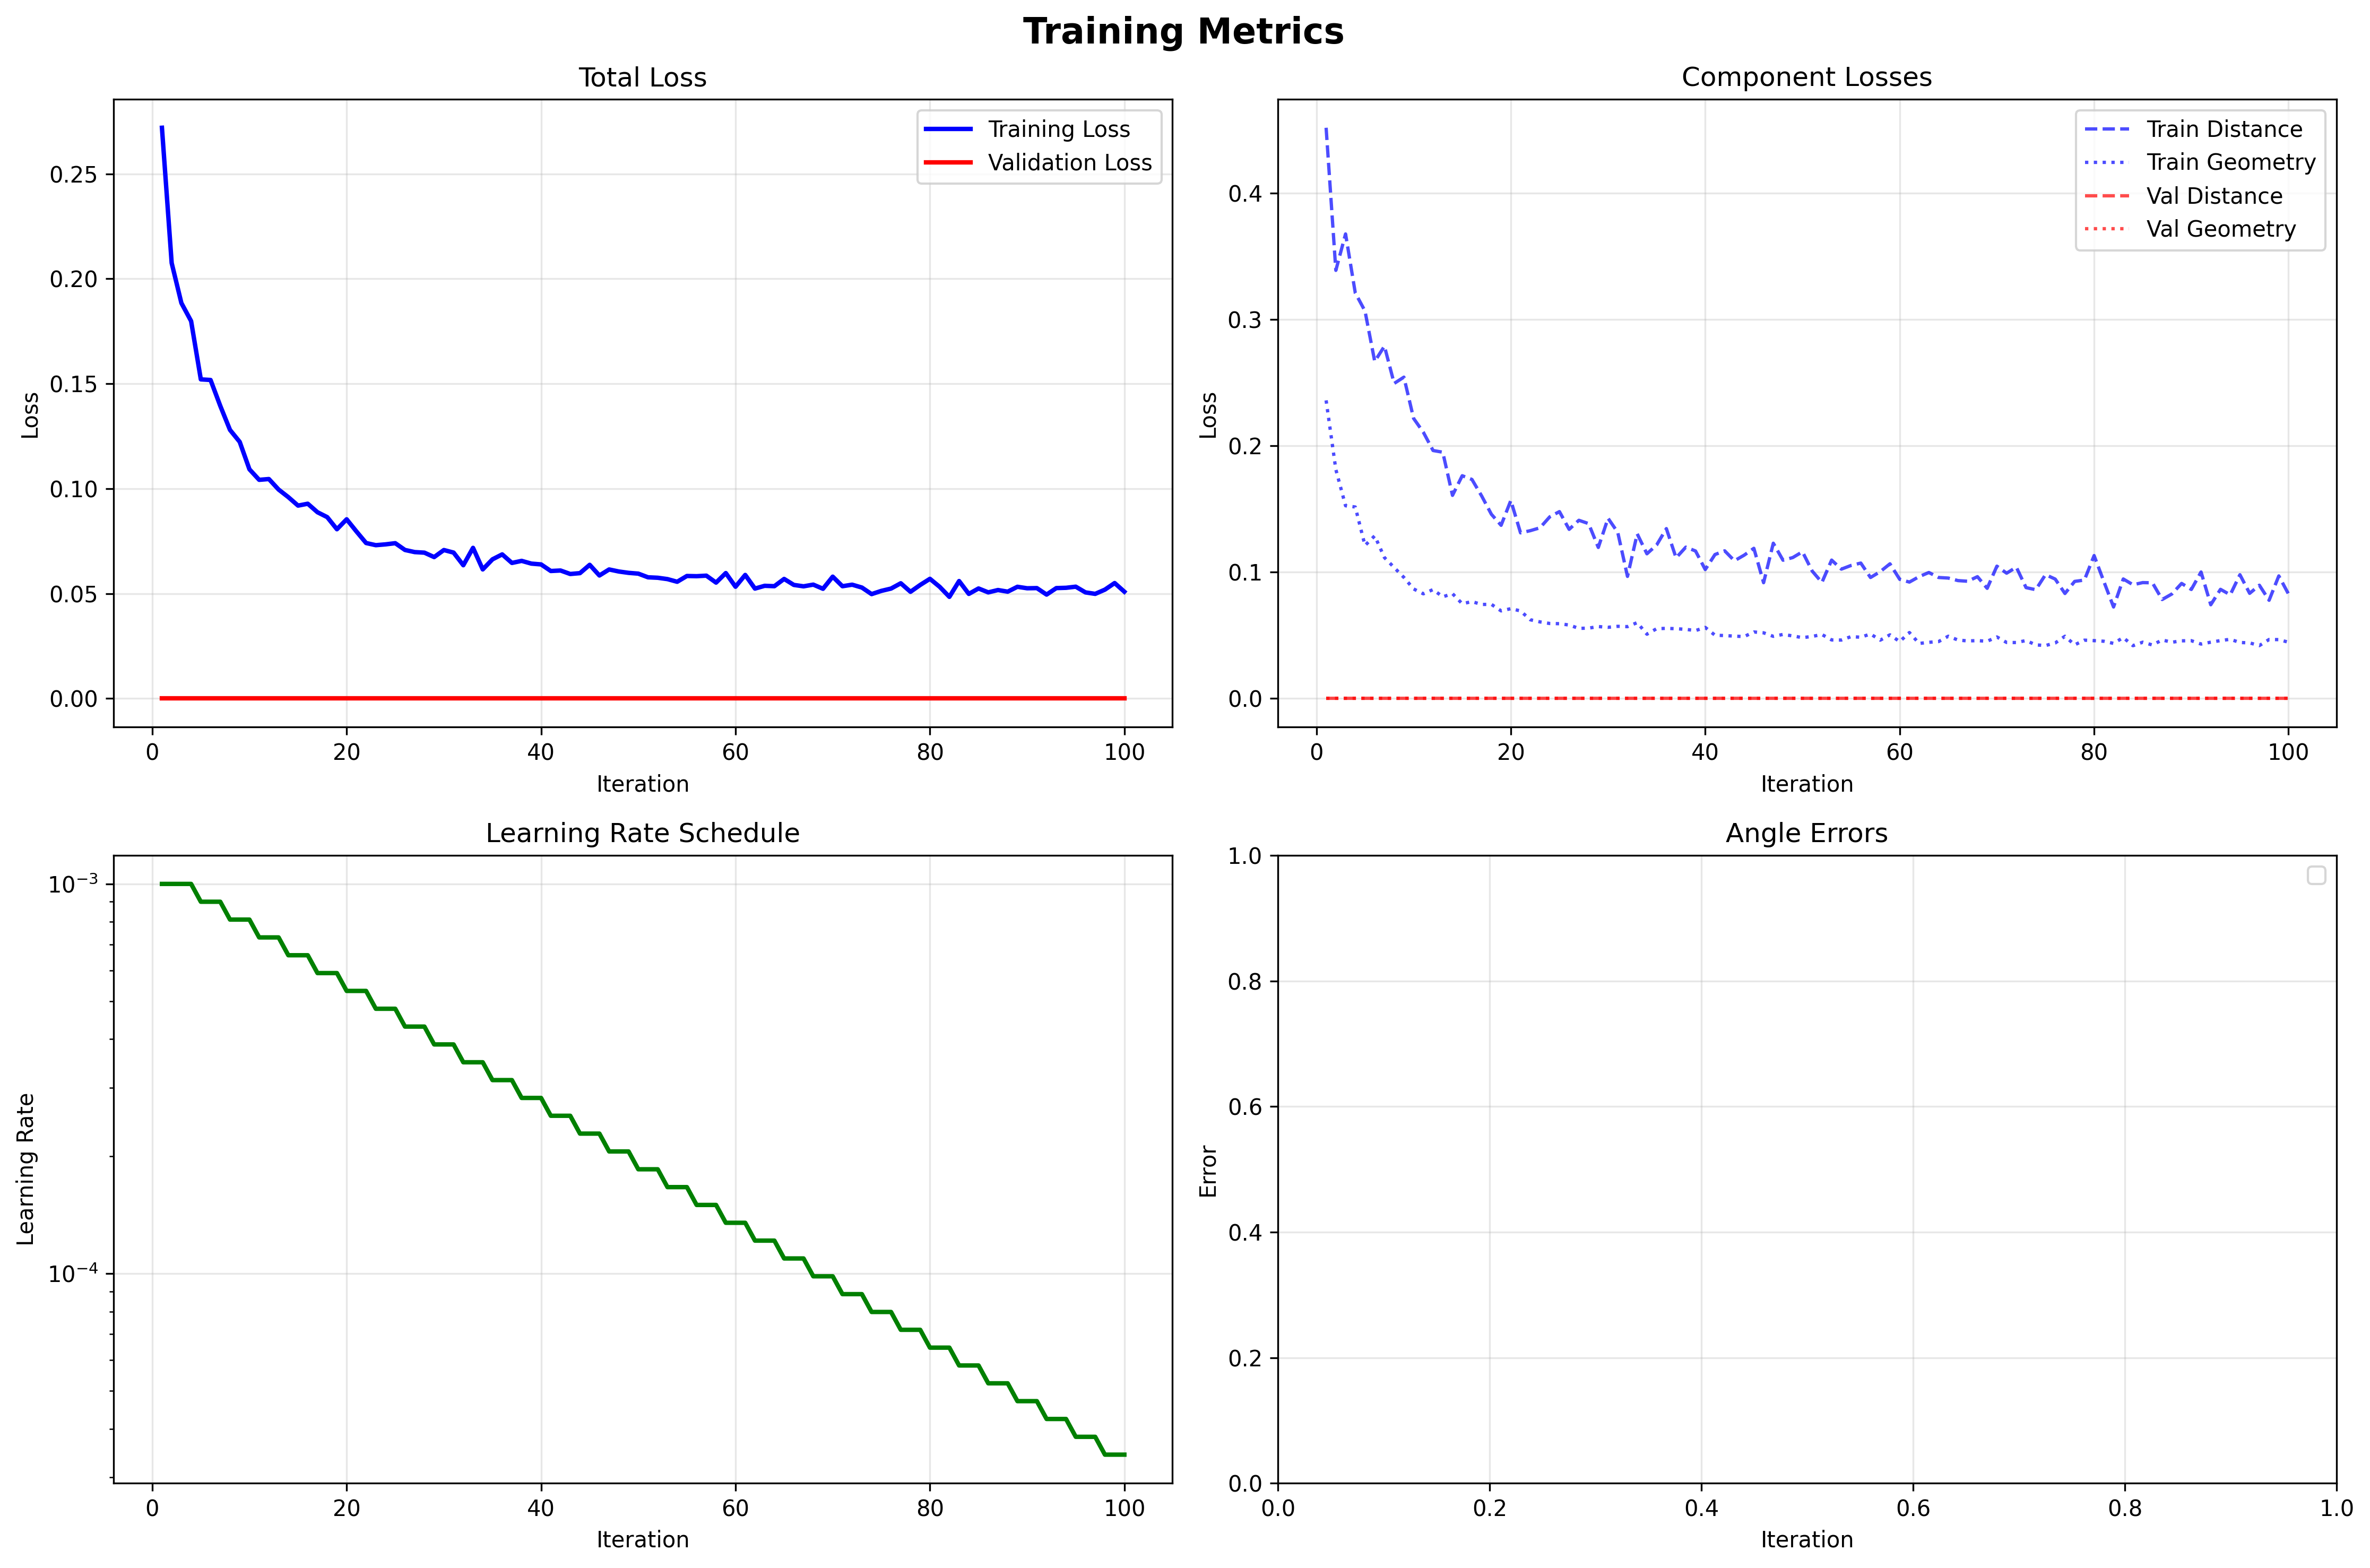 Training Metrics
Total Loss
Training Loss
Validation Loss
0.25
0.20
0.15
0.10
0.05
0.00
Loss
0
20
40
60
80
100
Iteration
Component Losses
Train Distance
Train Geometry
Val Distance
Val Geometry
0.4
0.3
0.2
0.1
0.0
Loss
0
20
40
60
80
100
Iteration
Learning Rate Schedule
10⁻³
10⁻⁴
Learning Rate
0
20
40
60
80
100
Iteration
Angle Errors
1.0
0.8
0.6
0.4
0.2
0.0
Error
0.0
0.2
0.4
0.6
0.8
1.0
Iteration